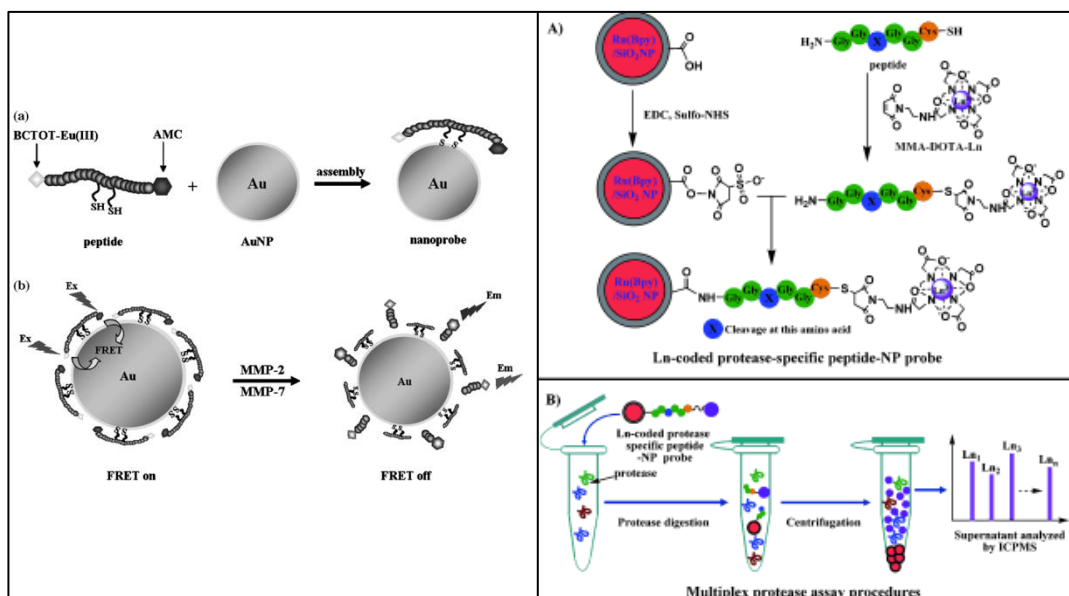 (a)
BCTOT-Eu(III)
AMC
SH
SH
peptide
+
Au
AuNP
assembly
S
S
Au
nanoprobe
(b)
Ex
Ex
FRET
S
S
S
S
S
S
S
S
Au
FRET on
MMP-2
MMP-7
Em
Em
Au
FRET off
A)
Ru(Bpy)
/SiO2NP
O
OH
H2N
Gly
Gly
X
Gly
Gly
Cys
SH
peptide
EDC, Sulfo-NHS
MMA-DOTA-Ln
Ru(Bpy)
/SiO2 NP
H2N
Gly
Gly
X
Gly
Gly
Cys
S
Ru(Bpy)
/SiO2 NP
O
NH
Gly
Gly
X
Gly
Gly
Cys
S
X Cleavage at this amino acid
Ln-coded protease-specific peptide-NP probe
B)
Ln-coded protease
specific peptide
-NP probe
protease
Protease digestion
Centrifugation
Ln1
Ln2
Ln3
Lnn
Supernatant analyzed
by ICPMS
Multiplex protease assay procedures